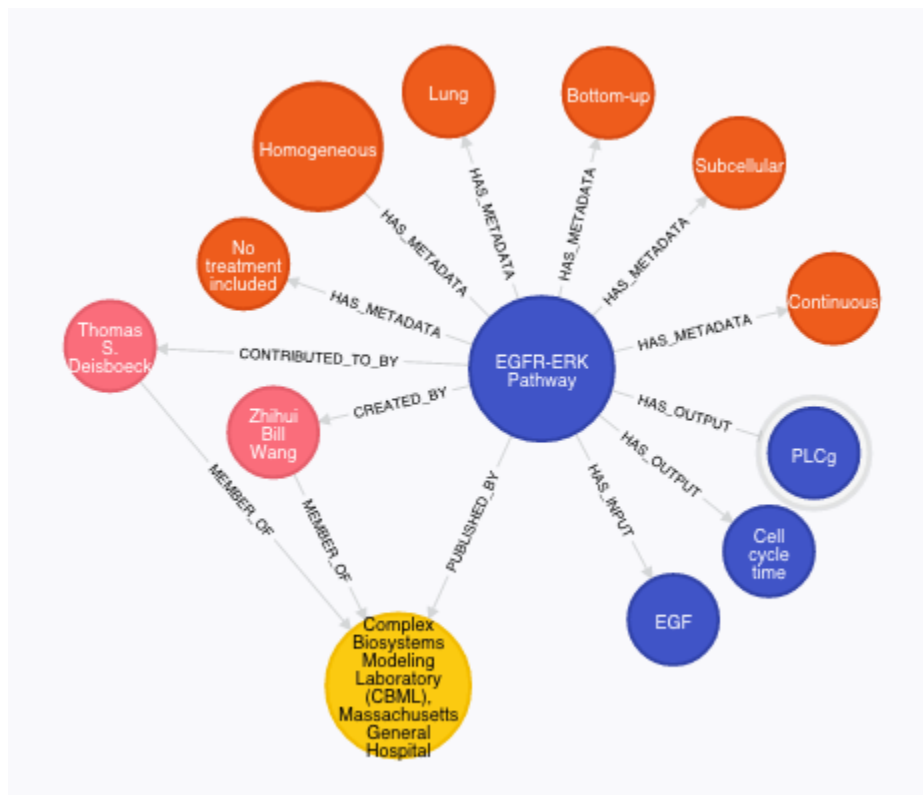 Lung
Bottom-up
Homogeneous
Subcellular
HAS_METADATA
HAS_METADATA
HAS_METADATA
HAS_METADATA
No
treatment
included
HAS_METADATA
Continuous
HAS_METADATA
Thomas
S.
Deisboeck
CONTRIBUTED_TO_BY
EGFR-ERK
Pathway
CREATED_BY
Zhihui
Bill
Wang
HAS_OUTPUT
PLCg
HAS_OUTPUT
MEMBER_OF
MEMBER_OF
PUBLISHED_BY
HAS_INPUT
Cell
cycle
time
EGF
Complex
Biosystems
Modeling
Laboratory
(CBML),
Massachusetts
General
Hospital